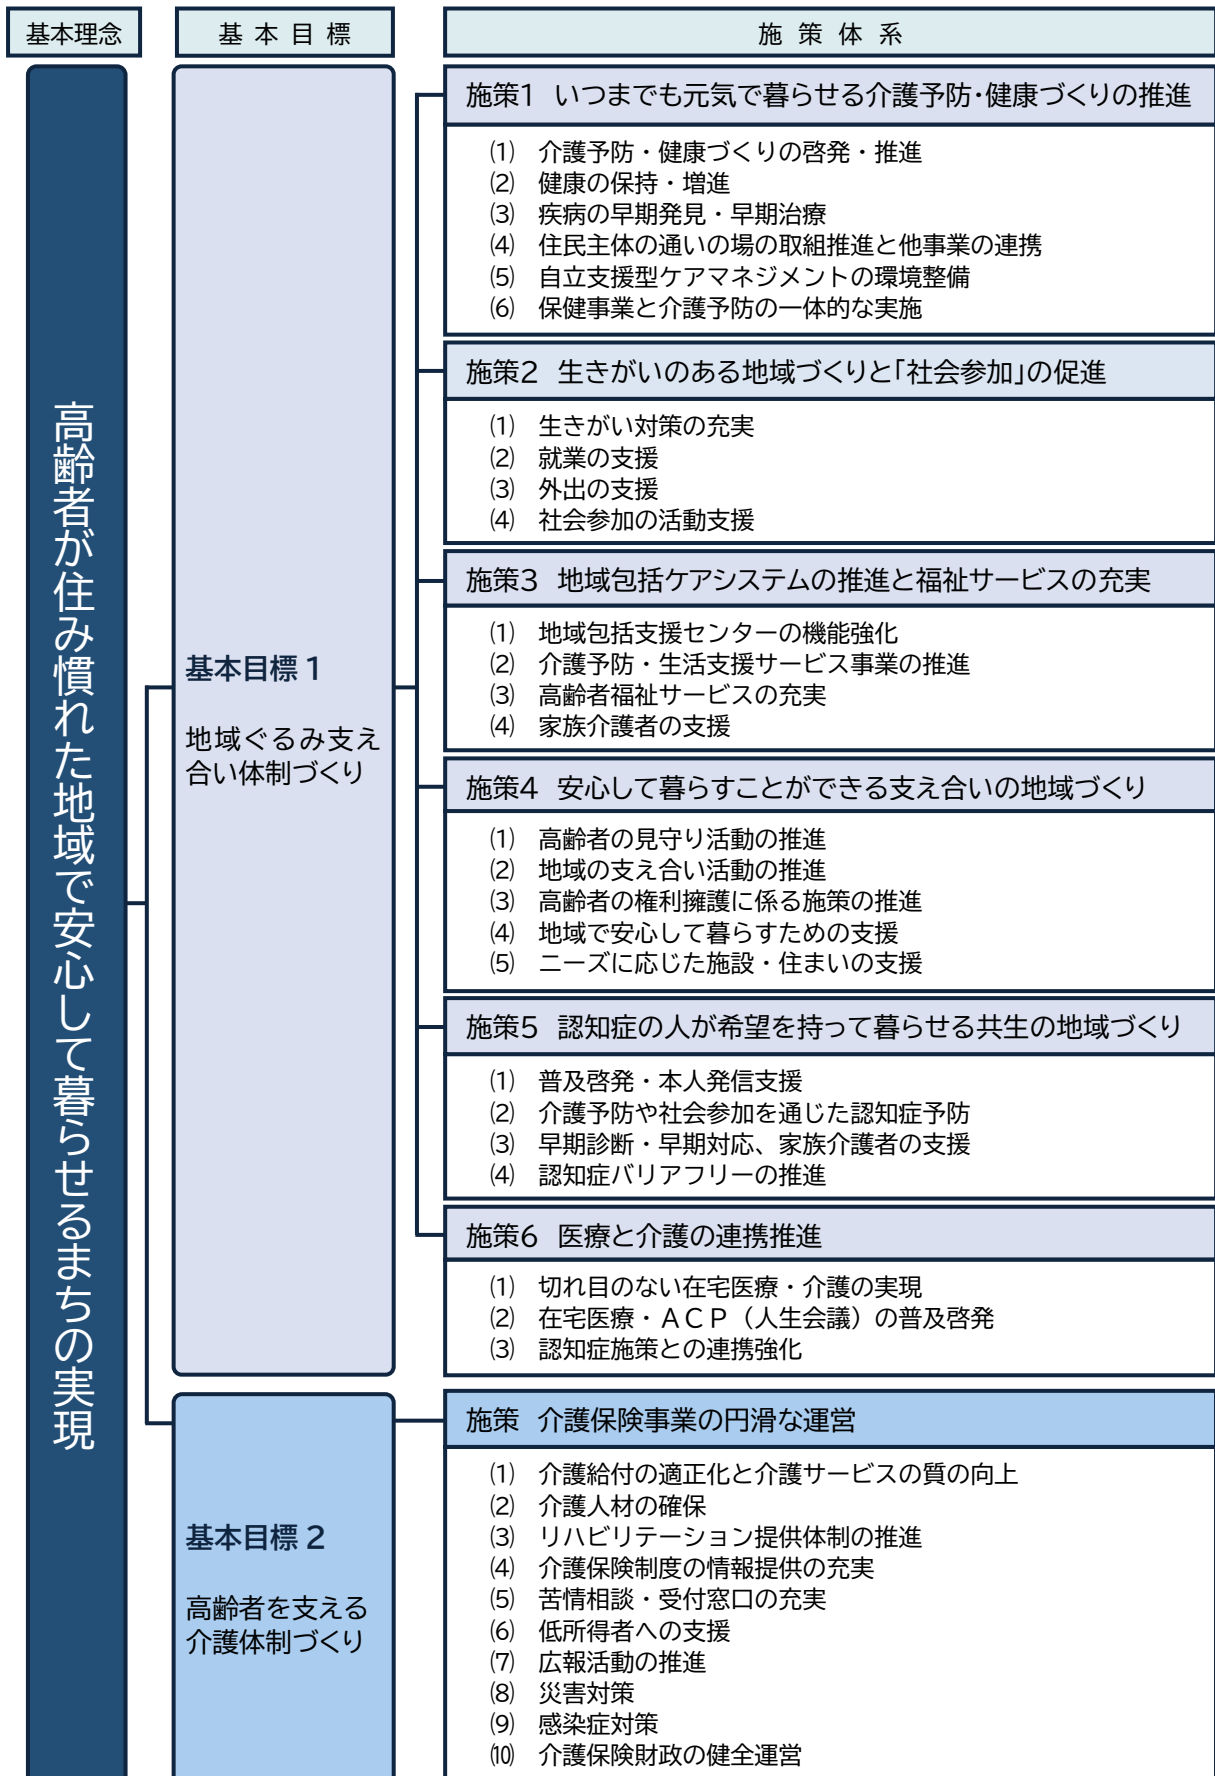 基本理念
基本目標
施策体系
高齢者が住み慣れた地域で安心して暮らせるまちの実現
基本目標1
地域ぐるみ支え
合い体制づくり
施策1 いつまでも元気で暮らせる介護予防・健康づくりの推進
⑴ 介護予防・健康づくりの啓発・推進
⑵ 健康の保持・増進
⑶ 疾病の早期発見・早期治療
⑷ 住民主体の通いの場の取組推進と他事業の連携
⑸ 自立支援型ケアマネジメントの環境整備
⑹ 保健事業と介護予防の一体的な実施
施策2 生きがいのある地域づくりと「社会参加」の促進
⑴ 生きがい対策の充実
⑵ 就業の支援
⑶ 外出の支援
⑷ 社会参加の活動支援
施策3 地域包括ケアシステムの推進と福祉サービスの充実
⑴ 地域包括支援センターの機能強化
⑵ 介護予防・生活支援サービス事業の推進
⑶ 高齢者福祉サービスの充実
⑷ 家族介護者の支援
施策4 安心して暮らすことができる支え合いの地域づくり
⑴ 高齢者の見守り活動の推進
⑵ 地域の支え合い活動の推進
⑶ 高齢者の権利擁護に係る施策の推進
⑷ 地域で安心して暮らすための支援
⑸ ニーズに応じた施設・住まいの支援
施策5 認知症の人が希望を持って暮らせる共生の地域づくり
⑴ 普及啓発・本人発信支援
⑵ 介護予防や社会参加を通じた認知症予防
⑶ 早期診断・早期対応、家族介護者の支援
⑷ 認知症バリアフリーの推進
施策6 医療と介護の連携推進
⑴ 切れ目のない在宅医療・介護の実現
⑵ 在宅医療・ACP（人生会議）の普及啓発
⑶ 認知症施策との連携強化
基本目標2
高齢者を支える
介護体制づくり
施策 介護保険事業の円滑な運営
⑴ 介護給付の適正化と介護サービスの質の向上
⑵ 介護人材の確保
⑶ リハビリテーション提供体制の推進
⑷ 介護保険制度の情報提供の充実
⑸ 苦情相談・受付窓口の充実
⑹ 低所得者への支援
⑺ 広報活動の推進
⑻ 災害対策
⑼ 感染症対策
⑽ 介護保険財政の健全運営